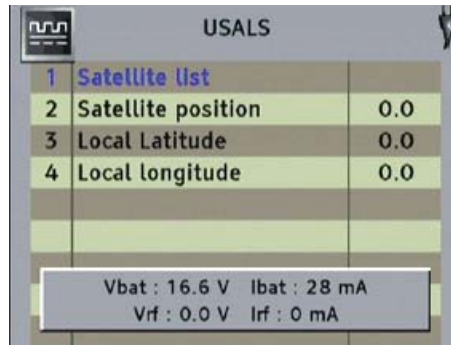 USALS
1 Satellite list
2 Satellite position 0.0
3 Local Latitude 0.0
4 Local longitude 0.0
Vbat : 16.6 V Ibat : 28 mA
Vrf : 0.0 V Irf : 0 mA